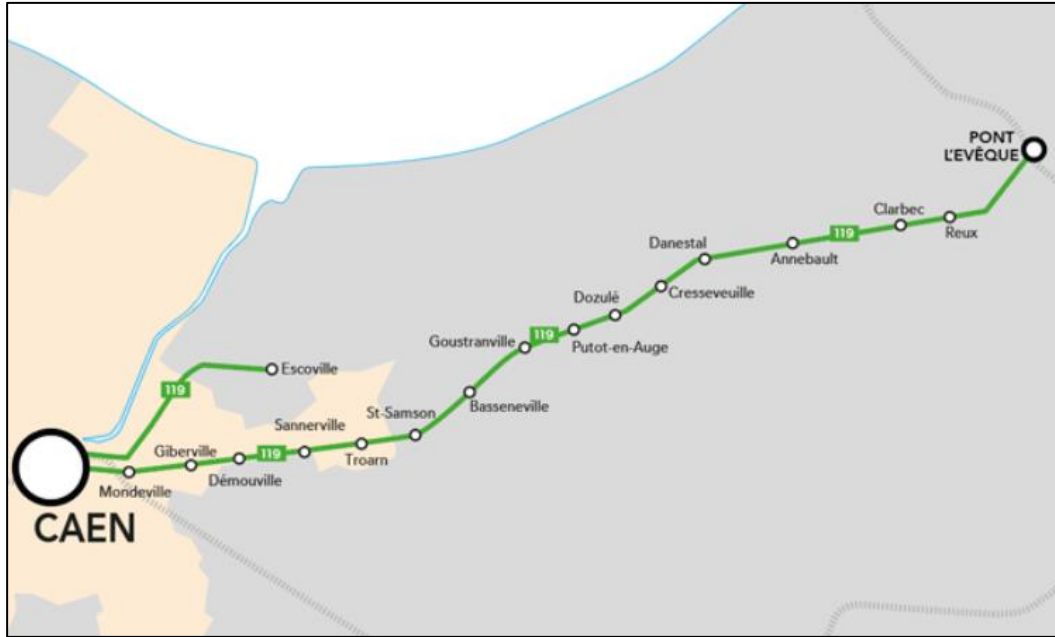 PONT
L'EVÊQUE
Clarbec
119
Reux
Danestal
Annebault
Cresseveuille
Dozulé
119
Goustranville
Putot-en-Auge
Escoville
119
Basseneville
St-Samson
Sannerville
Giberville
119
Troarn
Démouville
Mondeville
CAEN